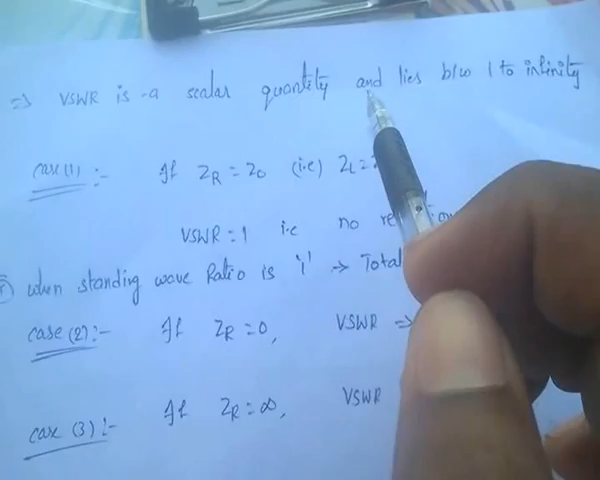 => VSWR is a scalar quantity and lies b/w 1 to infinity
case (1) :- If ZR = Z0 (i.e) ZL =
VSWR = 1 i.e no
when standing wave Ratio is '1' → Total
case (2) :- If ZR = 0, VSWR =>
case (3) :- If ZR = ∞, VSWR